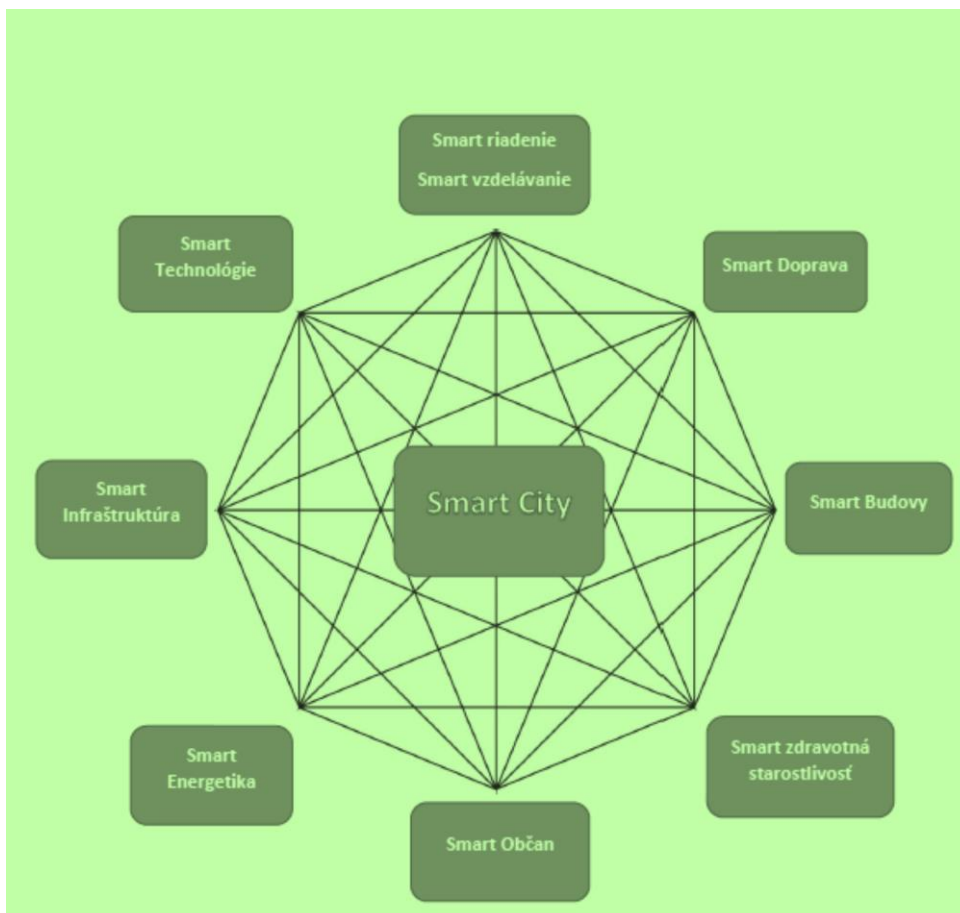 Smart riadenie
Smart vzdelávanie
Smart
Technológie
Smart Doprava
Smart
Infraštruktúra
Smart City
Smart Budovy
Smart
Energetika
Smart zdravotná
starostlivosť
Smart Občan